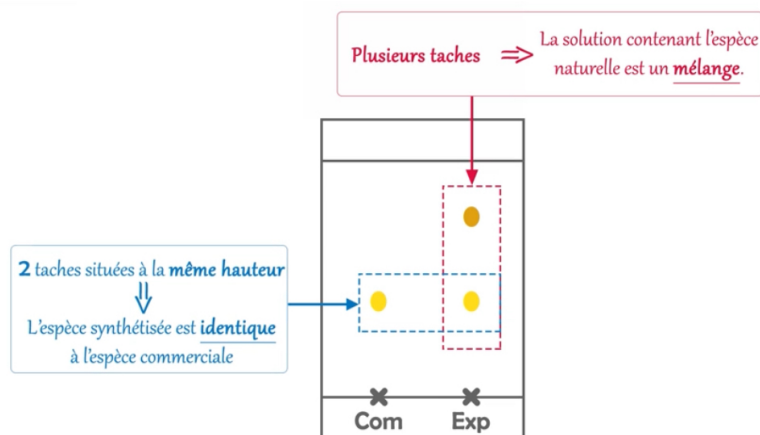 Plusieurs taches ⇒ La solution contenant l'espèce
naturelle est un mélange.
2 taches situées à la même hauteur
⇓
L'espèce synthétisée est identique
à l'espèce commerciale
Com Exp